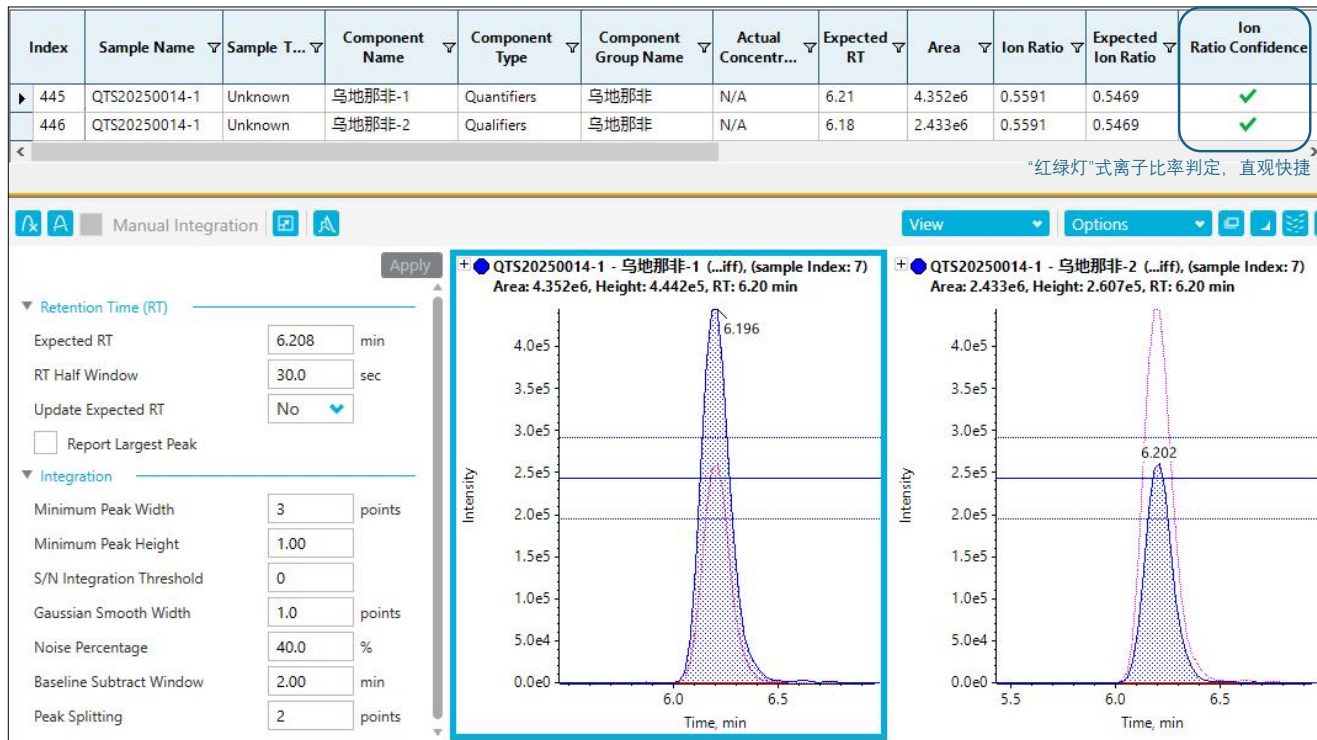 Index Sample Name Sample T... Component Name Component Type Component Group Name Actual Concentr... Expected RT Area Ion Ratio Expected Ion Ratio Ion Ratio Confidence
445 QTS20250014-1 Unknown 乌地那非-1 Quantifiers 乌地那非 N/A 6.21 4.352e6 0.5591 0.5469
446 QTS20250014-1 Unknown 乌地那非-2 Qualifiers 乌地那非 N/A 6.18 2.433e6 0.5591 0.5469
“红绿灯”式离子比率判定，直观快捷
Manual Integration View Options
Apply
Retention Time (RT)
Expected RT 6.208 min
RT Half Window 30.0 sec
Update Expected RT No
Report Largest Peak
Integration
Minimum Peak Width 3 points
Minimum Peak Height 1.00
S/N Integration Threshold 0
Gaussian Smooth Width 1.0 points
Noise Percentage 40.0 %
Baseline Subtract Window 2.00 min
Peak Splitting 2 points
QTS20250014-1 - 乌地那非-1 (...iff), (sample Index: 7)
Area: 4.352e6, Height: 4.442e5, RT: 6.20 min
6.196
4.0e5
3.5e5
3.0e5
2.5e5
2.0e5
1.5e5
1.0e5
5.0e4
0.0e0
Intensity
6.0 6.5
Time, min
QTS20250014-1 - 乌地那非-2 (...iff), (sample Index: 7)
Area: 2.433e6, Height: 2.607e5, RT: 6.20 min
6.202
4.0e5
3.5e5
3.0e5
2.5e5
2.0e5
1.5e5
1.0e5
5.0e4
0.0e0
Intensity
5.5 6.0 6.5
Time, min